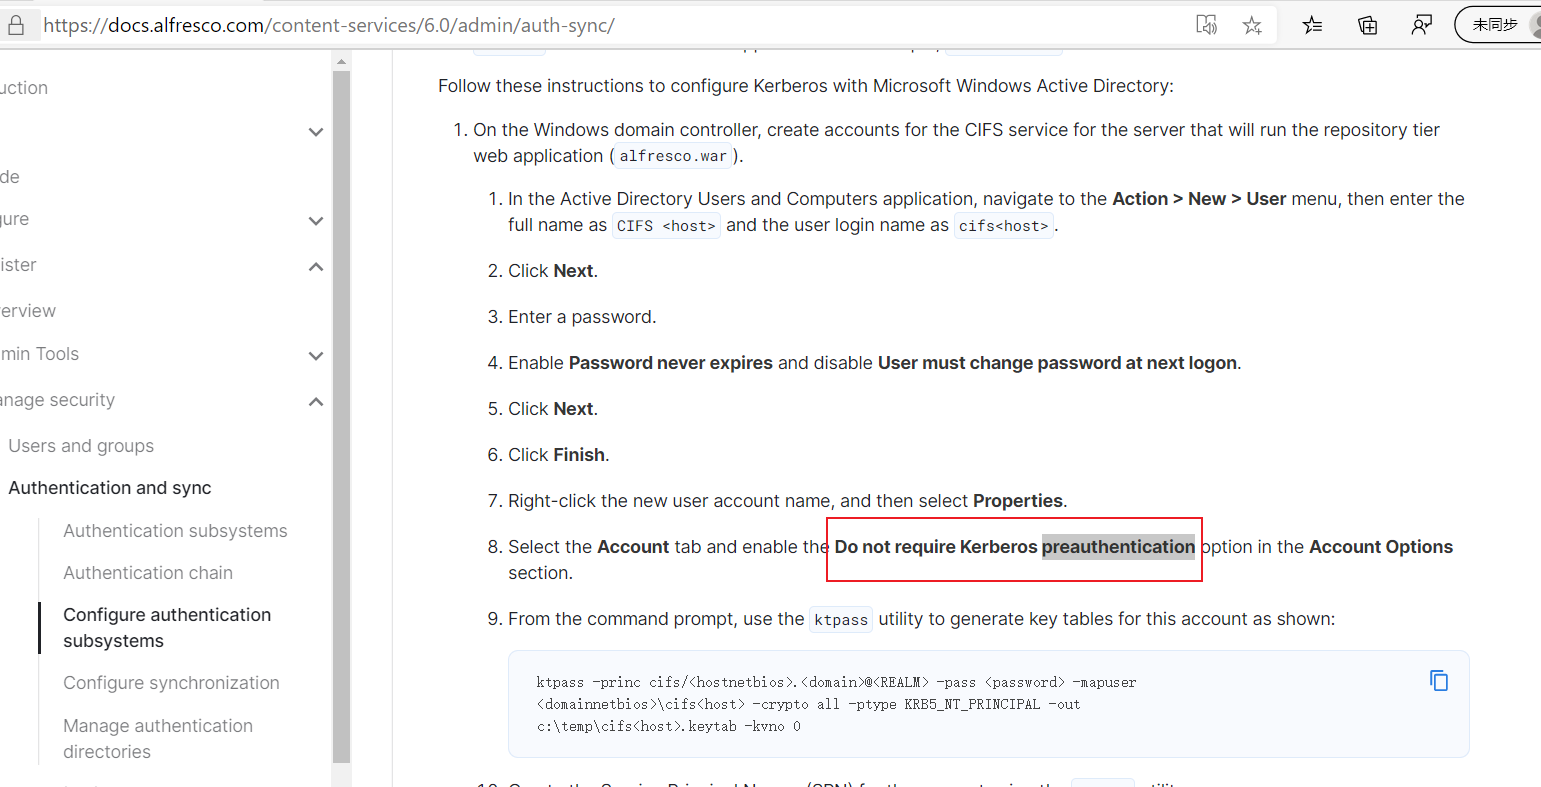 https://docs.alfresco.com/content-services/6.0/admin/auth-sync/
未同步
uction
de
gure
ister
erview
min Tools
anage security
Users and groups
Authentication and sync
Authentication subsystems
Authentication chain
Configure authentication
subsystems
Configure synchronization
Manage authentication
directories
Follow these instructions to configure Kerberos with Microsoft Windows Active Directory:
1. On the Windows domain controller, create accounts for the CIFS service for the server that will run the repository tier
web application ( alfresco.war ).
1. In the Active Directory Users and Computers application, navigate to the Action > New > User menu, then enter the
full name as CIFS <host> and the user login name as cifs<host>.
2. Click Next.
3. Enter a password.
4. Enable Password never expires and disable User must change password at next logon.
5. Click Next.
6. Click Finish.
7. Right-click the new user account name, and then select Properties.
8. Select the Account tab and enable the Do not require Kerberos preauthentication option in the Account Options
section.
9. From the command prompt, use the ktpass utility to generate key tables for this account as shown:
ktpass -princ cifs/<hostnetbios>.<domain>@<REALM> -pass <password> -mapuser
<domainnetbios>\cifs<host> -crypto all -ptype KRB5_NT_PRINCIPAL -out
c:\temp\cifs<host>.keytab -kvno 0